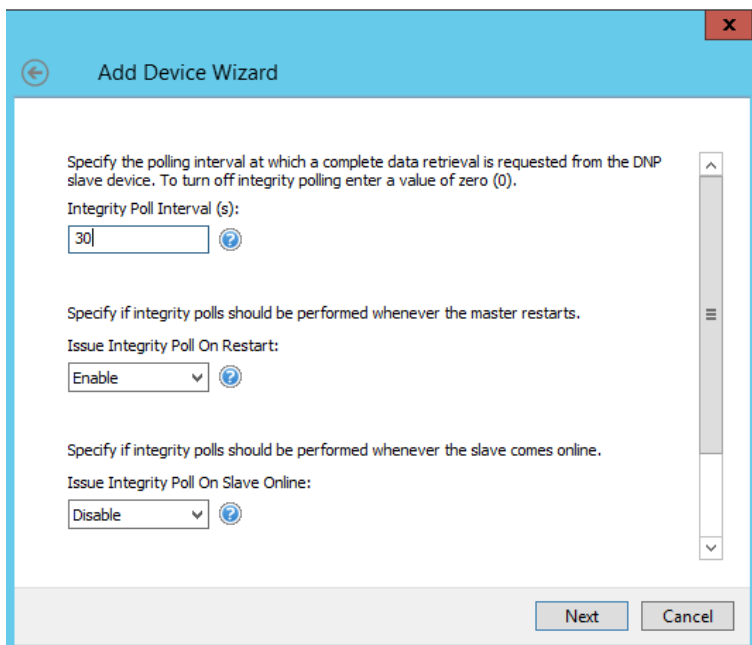 x
Add Device Wizard
Specify the polling interval at which a complete data retrieval is requested from the DNP
slave device. To turn off integrity polling enter a value of zero (0).
Integrity Poll Interval (s):
30
?
Specify if integrity polls should be performed whenever the master restarts.
Issue Integrity Poll On Restart:
Enable
?
Specify if integrity polls should be performed whenever the slave comes online.
Issue Integrity Poll On Slave Online:
Disable
?
Next Cancel